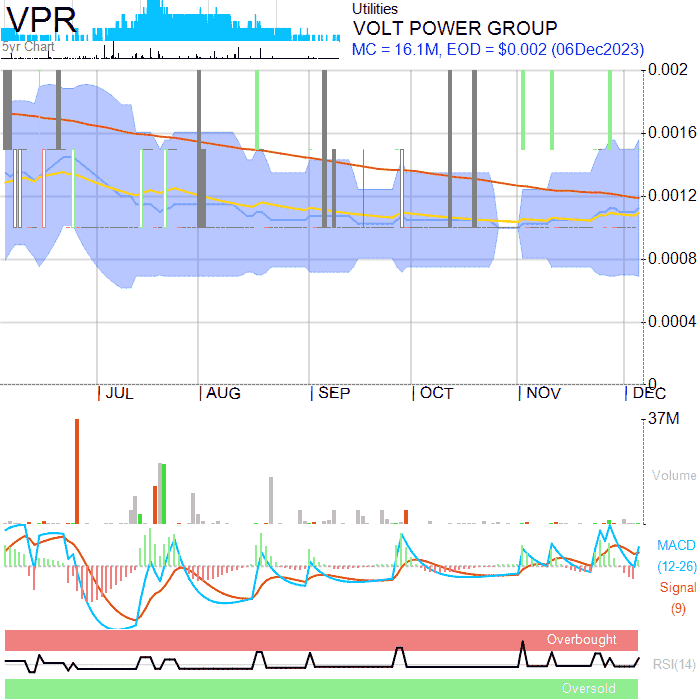 VPR
5yr Chart
Utilities
VOLT POWER GROUP
MC = 16.1M, EOD = $0.002 (06Dec2023)
0.002
0.0016
0.0012
0.0008
0.0004
0
JUL
AUG
SEP
OCT
NOV
DEC
37M
Volume
MACD
(12-26)
Signal
(9)
Overbought
RSI(14)
Oversold